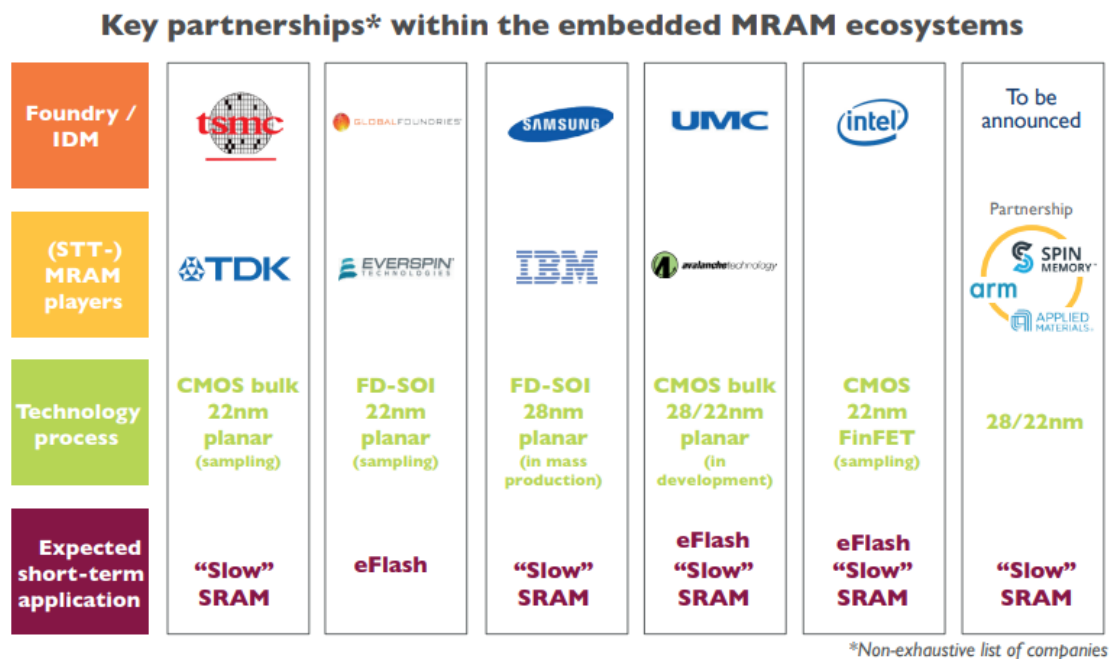 Key partnerships* within the embedded MRAM ecosystems
Foundry /
IDM
tsmc
GLOBALFOUNDRIES
SAMSUNG
UMC
intel
To be
announced
(STT-)
MRAM
players
TDK
EVERSPIN
TECHNOLOGIES
IBM
avalanche technology
Partnership
SPIN
MEMORY™
arm
APPLIED
MATERIALS
Technology
process
CMOS bulk
22nm
planar
(sampling)
FD-SOI
22nm
planar
(sampling)
FD-SOI
28nm
planar
(in mass
production)
CMOS bulk
28/22nm
planar
(in
development)
CMOS
22nm
FinFET
(sampling)
28/22nm
Expected
short-term
application
“Slow”
SRAM
eFlash
“Slow”
SRAM
eFlash
“Slow”
SRAM
eFlash
“Slow”
SRAM
“Slow”
SRAM
*Non-exhaustive list of companies